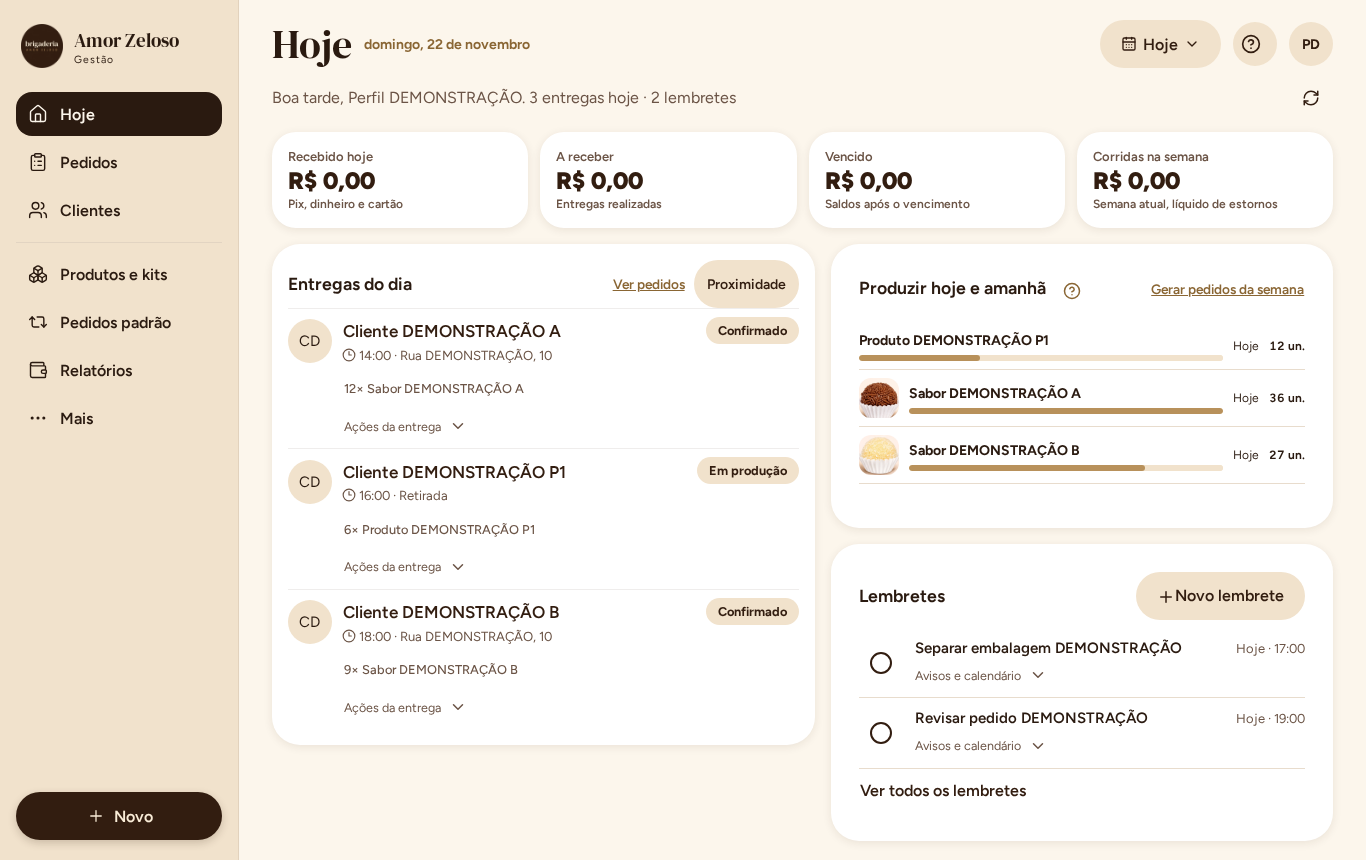 brigaderia
Amor Zeloso
Gestão
Hoje
Pedidos
Clientes
Produtos e kits
Pedidos padrão
Relatórios
Mais
Novo
Hoje
domingo, 22 de novembro
Hoje
PD
Boa tarde, Perfil DEMONSTRAÇÃO. 3 entregas hoje · 2 lembretes
Recebido hoje
R$ 0,00
Pix, dinheiro e cartão
A receber
R$ 0,00
Entregas realizadas
Vencido
R$ 0,00
Saldos após o vencimento
Corridas na semana
R$ 0,00
Semana atual, líquido de estornos
Entregas do dia
Ver pedidos
Proximidade
CD
Cliente DEMONSTRAÇÃO A
Confirmado
14:00 · Rua DEMONSTRAÇÃO, 10
12× Sabor DEMONSTRAÇÃO A
Ações da entrega
CD
Cliente DEMONSTRAÇÃO P1
Em produção
16:00 · Retirada
6× Produto DEMONSTRAÇÃO P1
Ações da entrega
CD
Cliente DEMONSTRAÇÃO B
Confirmado
18:00 · Rua DEMONSTRAÇÃO, 10
9× Sabor DEMONSTRAÇÃO B
Ações da entrega
Produzir hoje e amanhã
Gerar pedidos da semana
Produto DEMONSTRAÇÃO P1
Hoje 12 un.
Sabor DEMONSTRAÇÃO A
Hoje 36 un.
Sabor DEMONSTRAÇÃO B
Hoje 27 un.
Lembretes
+Novo lembrete
Separar embalagem DEMONSTRAÇÃO
Hoje · 17:00
Avisos e calendário
Revisar pedido DEMONSTRAÇÃO
Hoje · 19:00
Avisos e calendário
Ver todos os lembretes